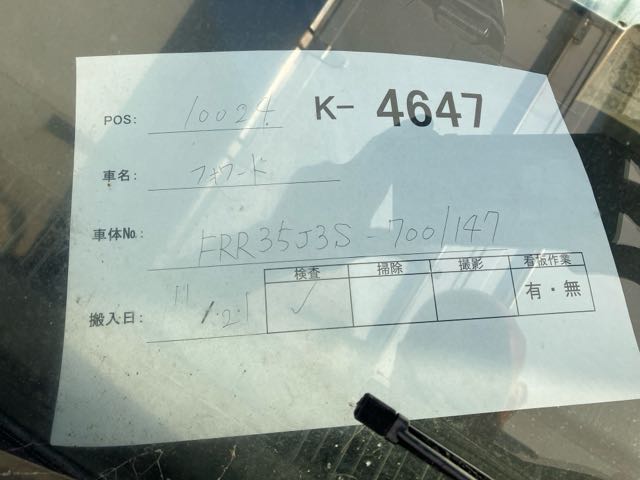 POS: 10024 K-4647
車名: フォワード
車体No. FRR35J3S-7001147
検査 掃除 撮影 看板作業
搬入日: 11/21 ✓ 有・無